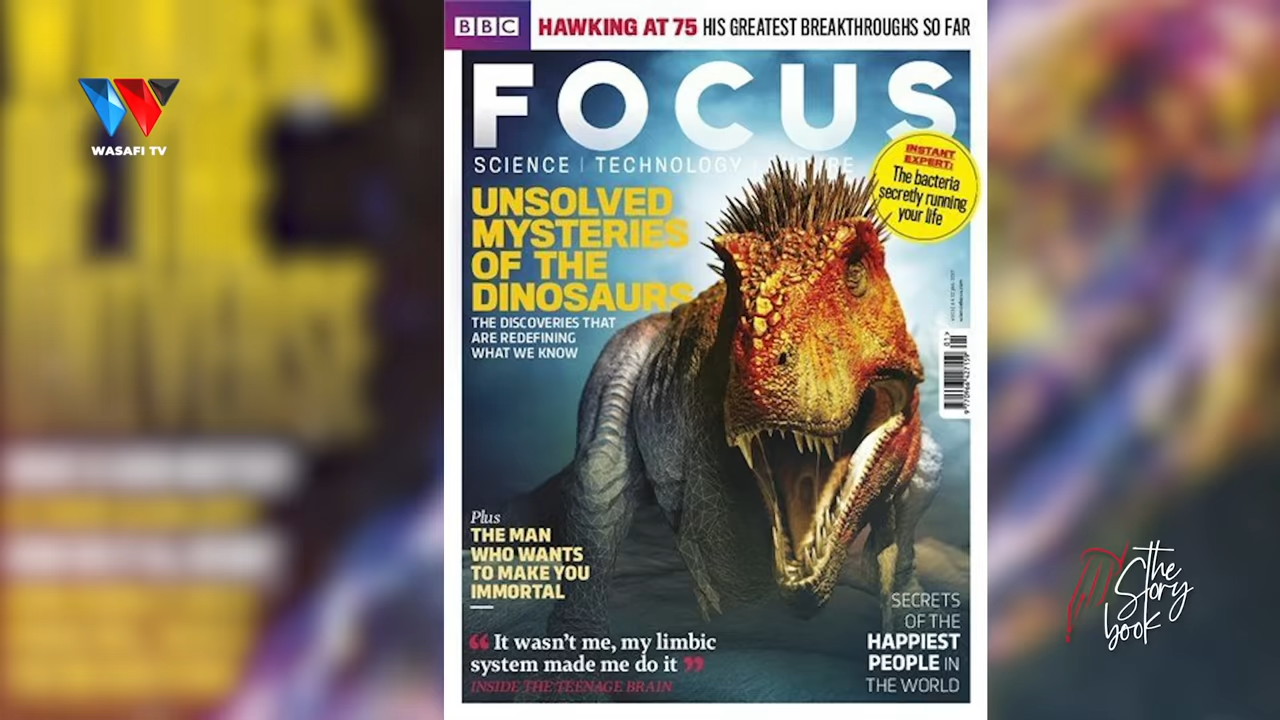 WASAFI TV
BBC
HAWKING AT 75 HIS GREATEST BREAKTHROUGHS SO FAR
FOCUS
SCIENCE | TECHNOLOGY | FUTURE
INSTANT
EXPERT:
The bacteria
secretly running
your life
UNSOLVED
MYSTERIES
OF THE
DINOSAURS
THE DISCOVERIES THAT
ARE REDEFINING
WHAT WE KNOW
Plus
THE MAN
WHO WANTS
TO MAKE YOU
IMMORTAL
“ It wasn't me, my limbic
system made me do it ”
INSIDE THE TEENAGE BRAIN
SECRETS
OF THE
HAPPIEST
PEOPLE IN
THE WORLD
the
Story
book